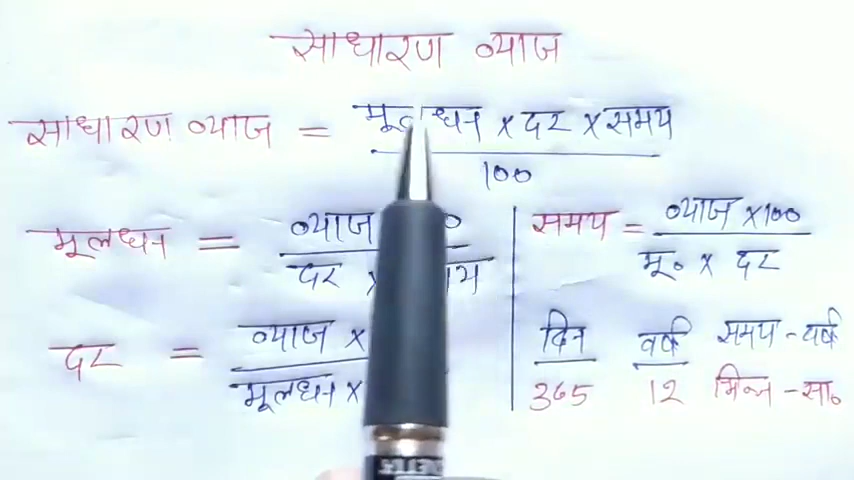 साधारण व्याज
साधारण व्याज = मूलधन × दर × समय
100
मूलधन = व्याज
दर ×
समय = व्याज ×100
मू० × दर
दर = व्याज ×
मूलधन ×
दिन
365
वर्ष
12
समय - वर्ष
भिन्न - सा०